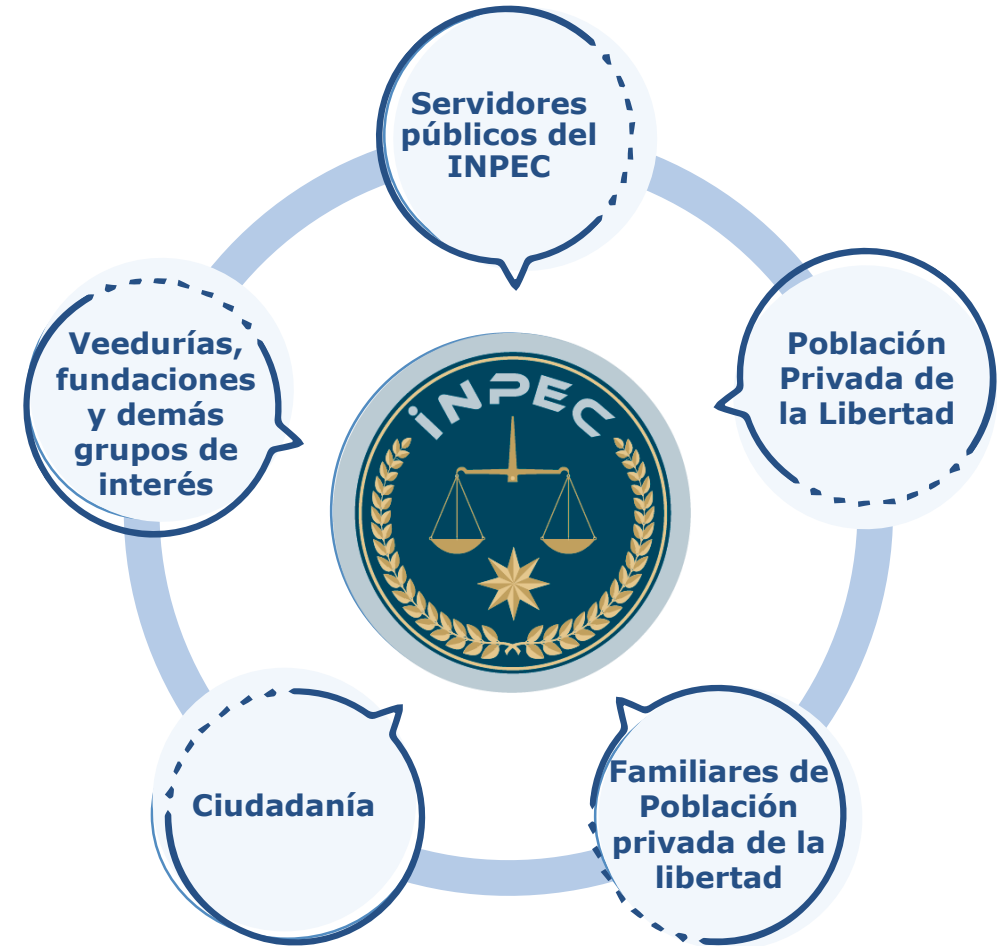 Servidores
públicos del
INPEC
Población
Privada de
la Libertad
Familiares de
Población
privada de la
libertad
Ciudadanía
Veedurías,
fundaciones
y demás
grupos de
interés
iNPEC